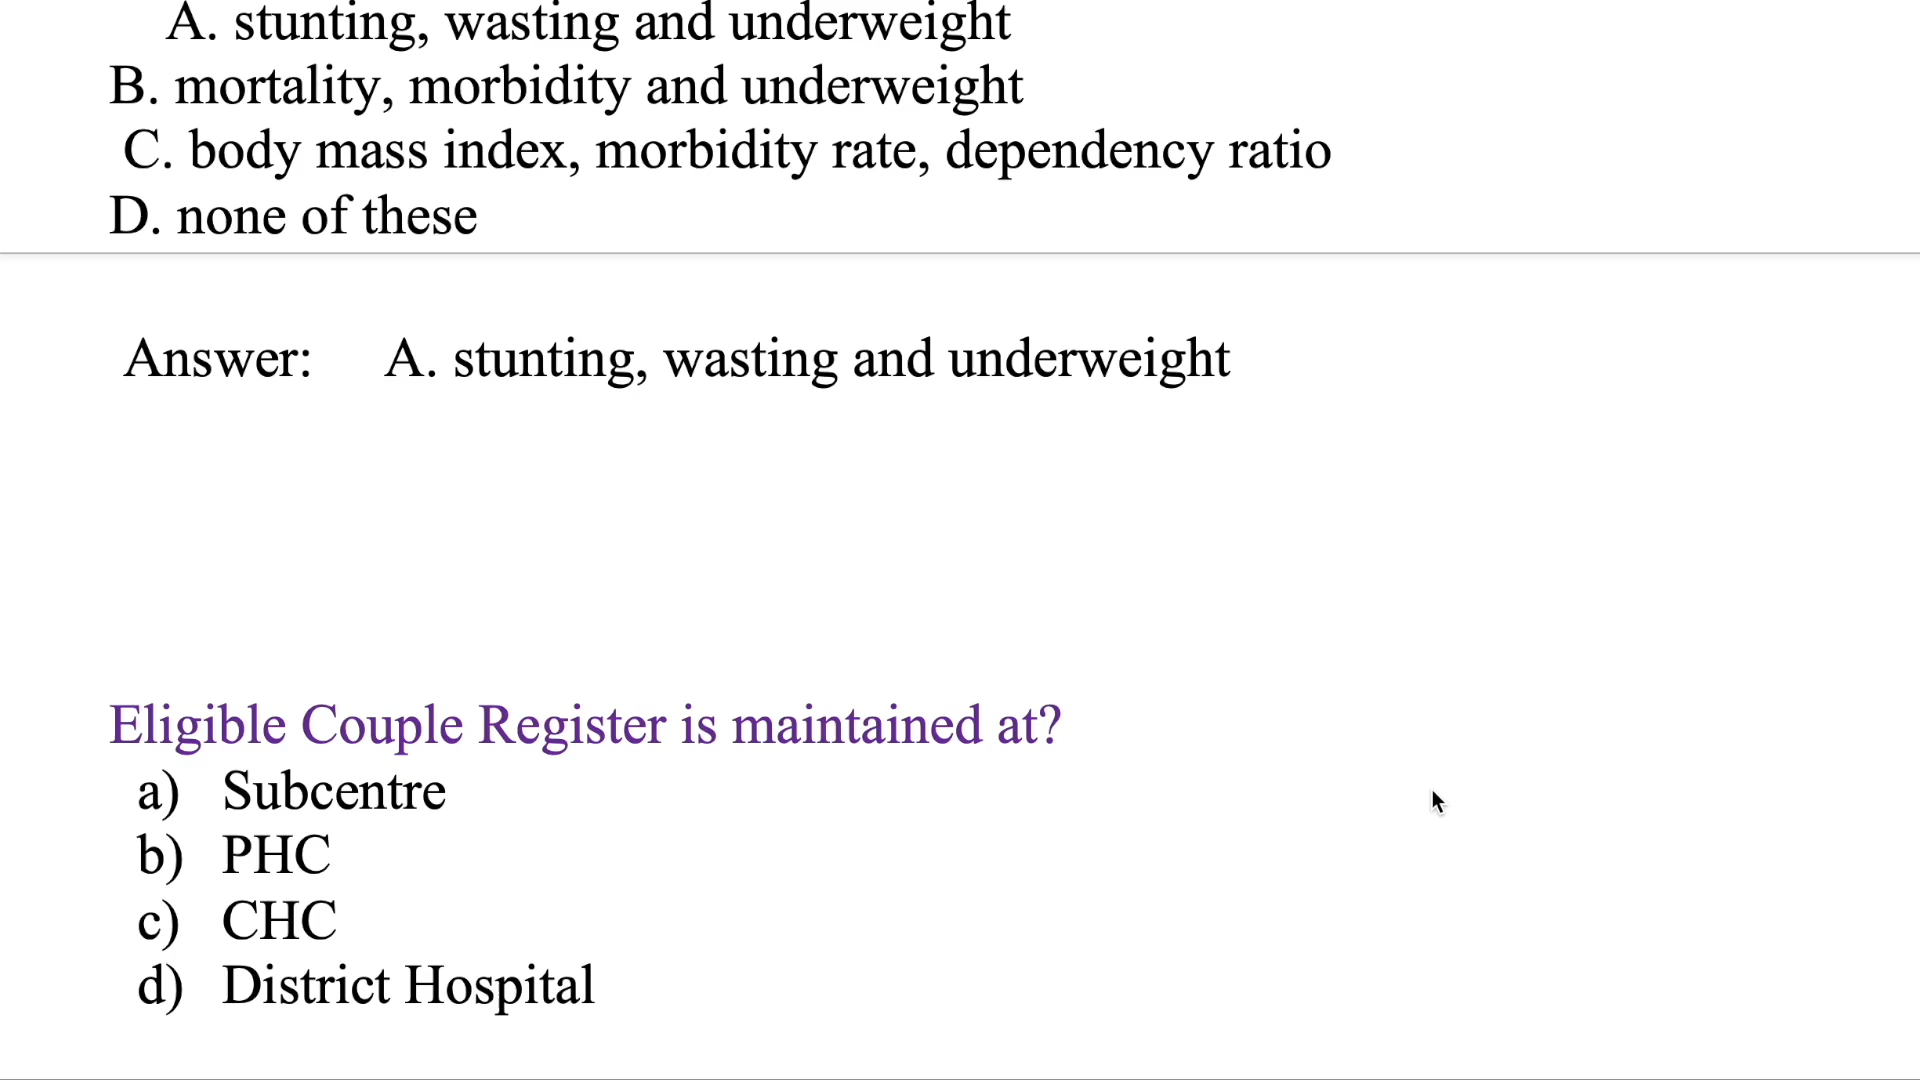 A. stunting, wasting and underweight
B. mortality, morbidity and underweight
C. body mass index, morbidity rate, dependency ratio
D. none of these
Answer: A. stunting, wasting and underweight
Eligible Couple Register is maintained at?
a) Subcentre
b) PHC
c) CHC
d) District Hospital